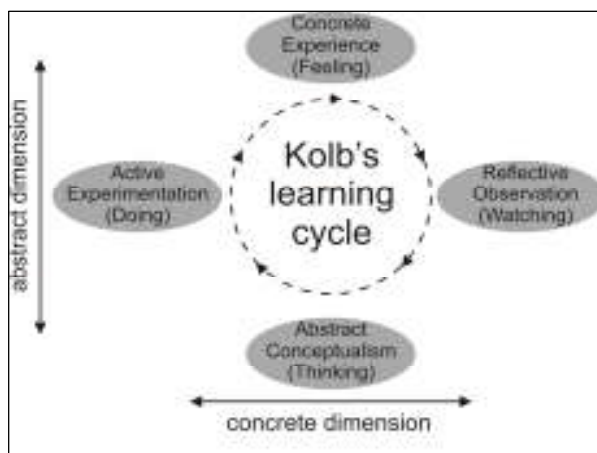 Concrete
Experience
(Feeling)
Kolb's
learning
cycle
Active
Experimentation
(Doing)
Reflective
Observation
(Watching)
Abstract
Conceptualism
(Thinking)
abstract dimension
concrete dimension